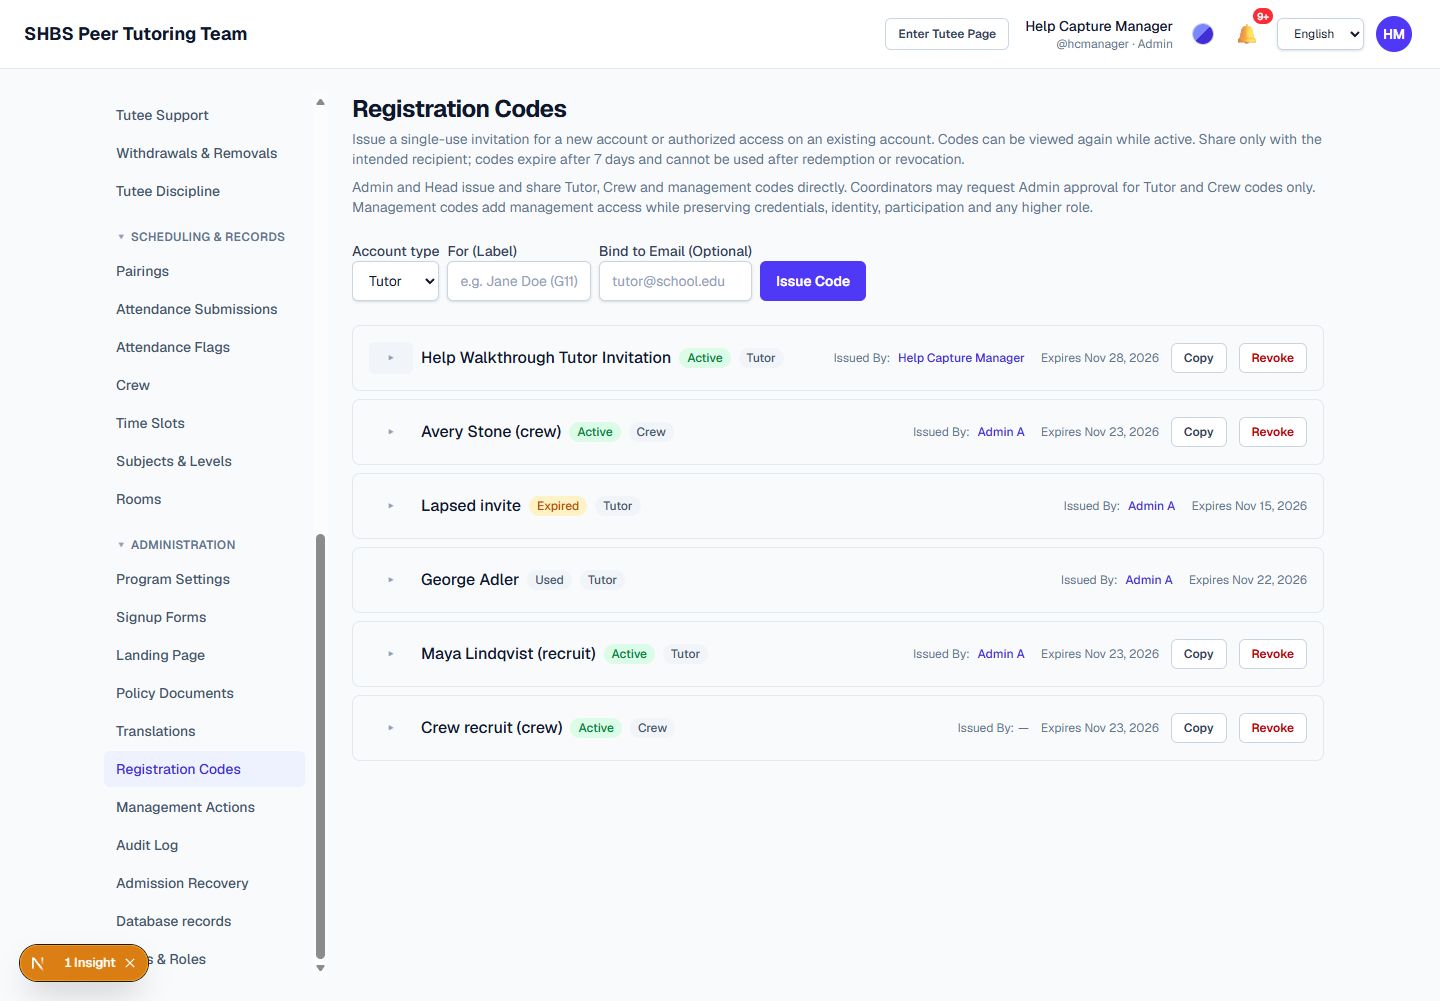 SHBS Peer Tutoring Team
Enter Tutee Page
Help Capture Manager
@hcmanager · Admin
9+
English
HM
Tutee Support
Withdrawals & Removals
Tutee Discipline
SCHEDULING & RECORDS
Pairings
Attendance Submissions
Attendance Flags
Crew
Time Slots
Subjects & Levels
Rooms
ADMINISTRATION
Program Settings
Signup Forms
Landing Page
Policy Documents
Translations
Registration Codes
Management Actions
Audit Log
Admission Recovery
Database records
s & Roles
1 Insight
Registration Codes
Issue a single-use invitation for a new account or authorized access on an existing account. Codes can be viewed again while active. Share only with the
intended recipient; codes expire after 7 days and cannot be used after redemption or revocation.
Admin and Head issue and share Tutor, Crew and management codes directly. Coordinators may request Admin approval for Tutor and Crew codes only.
Management codes add management access while preserving credentials, identity, participation and any higher role.
Account type For (Label) Bind to Email (Optional)
Tutor e.g. Jane Doe (G11) tutor@school.edu Issue Code
Help Walkthrough Tutor Invitation Active Tutor Issued By: Help Capture Manager Expires Nov 28, 2026 Copy Revoke
Avery Stone (crew) Active Crew Issued By: Admin A Expires Nov 23, 2026 Copy Revoke
Lapsed invite Expired Tutor Issued By: Admin A Expires Nov 15, 2026
George Adler Used Tutor Issued By: Admin A Expires Nov 22, 2026
Maya Lindqvist (recruit) Active Tutor Issued By: Admin A Expires Nov 23, 2026 Copy Revoke
Crew recruit (crew) Active Crew Issued By: — Expires Nov 23, 2026 Copy Revoke